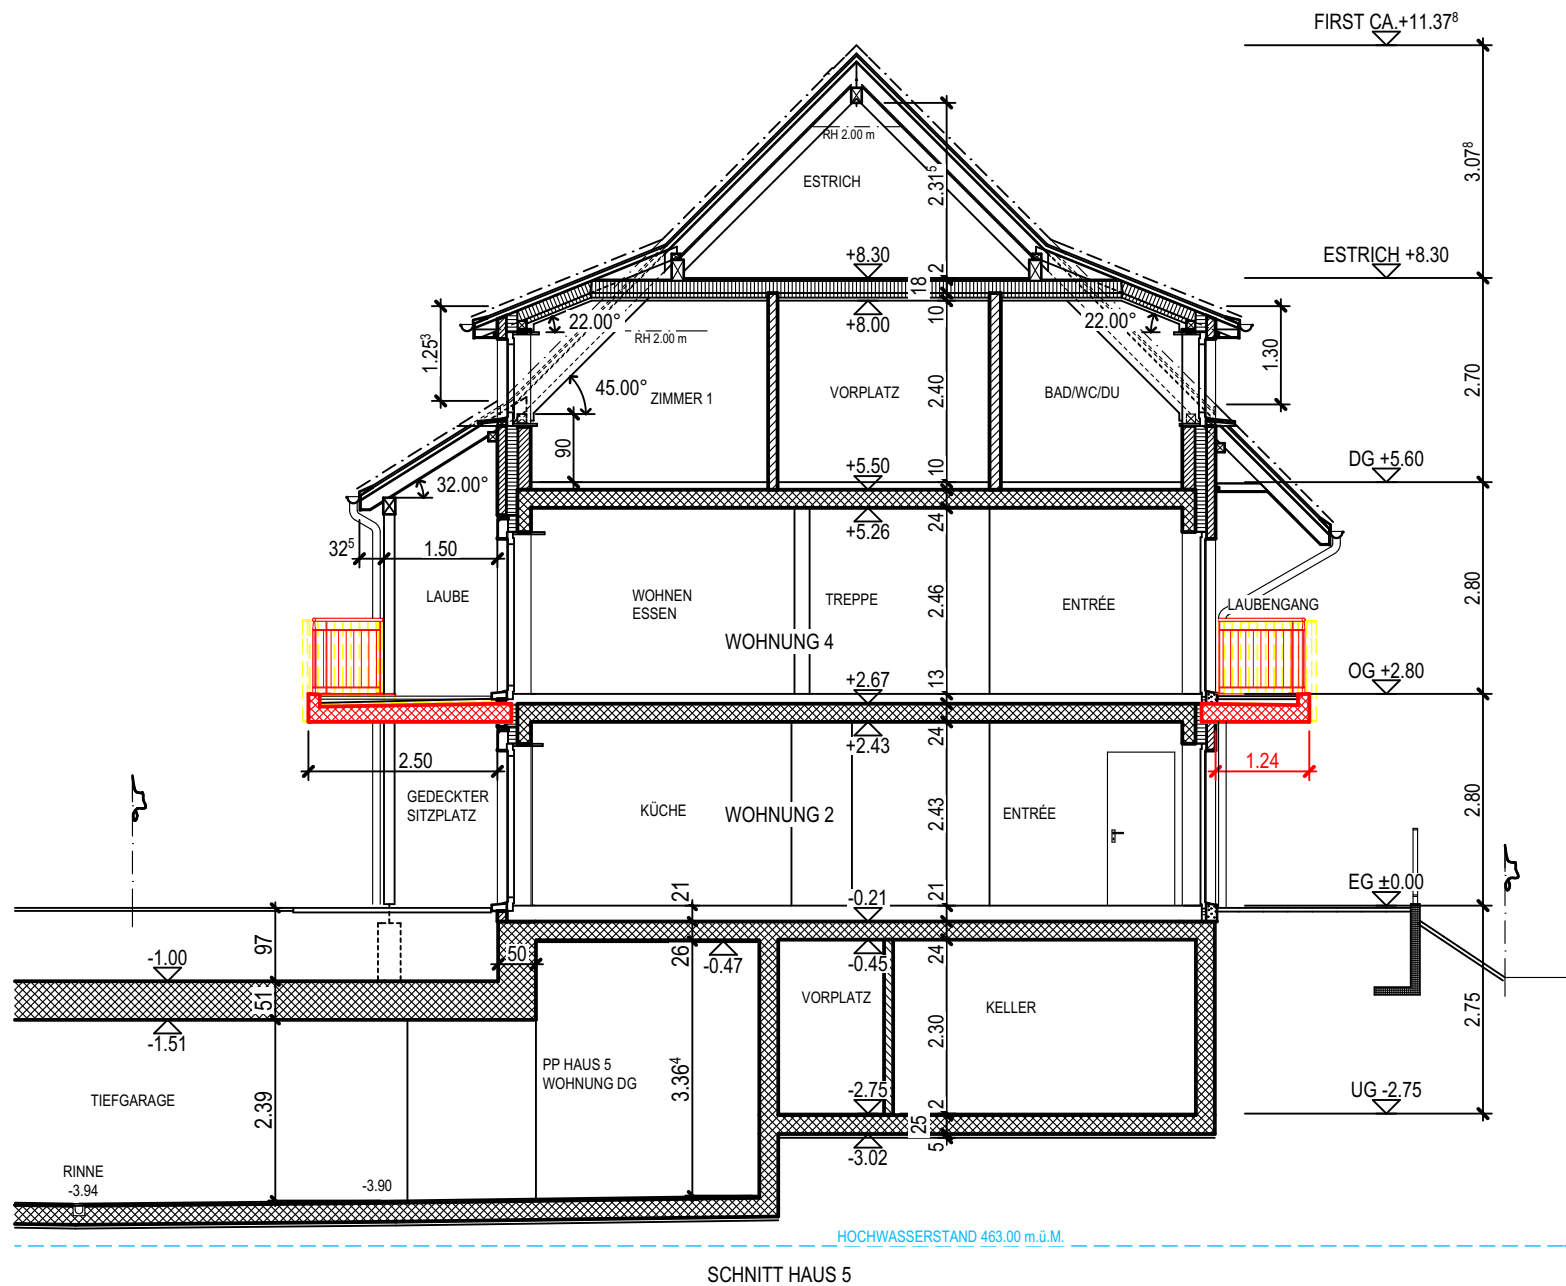 FIRST CA.+11.37⁸
RH 2.00 m
3.07⁸
2.31⁵
ESTRICH
+8.30
ESTRICH +8.30
2
18
22.00°
+8.00
10
22.00°
RH 2.00 m
1.25³
1.30
2.70
45.00°
ZIMMER 1
VORPLATZ
2.40
BAD/WC/DU
90
+5.50
10
DG +5.60
32.00°
24
+5.26
32⁵
1.50
LAUBE
WOHNEN
ESSEN
TREPPE
2.46
ENTRÉE
LAUBENGANG
2.80
WOHNUNG 4
+2.67
13
OG +2.80
24
+2.43
2.50
1.24
GEDECKTER
SITZPLATZ
KÜCHE
WOHNUNG 2
2.43
ENTRÉE
2.80
21
-0.21
21
EG ±0.00
97
-1.00
50
26
-0.47
-0.45
24
51
VORPLATZ
KELLER
2.75
-1.51
2.30
PP HAUS 5
WOHNUNG DG
3.36⁴
TIEFGARAGE
2.39
-2.75
2
UG -2.75
25
-3.02
5
RINNE
-3.94
-3.90
HOCHWASSERSTAND 463.00 m.ü.M.
SCHNITT HAUS 5